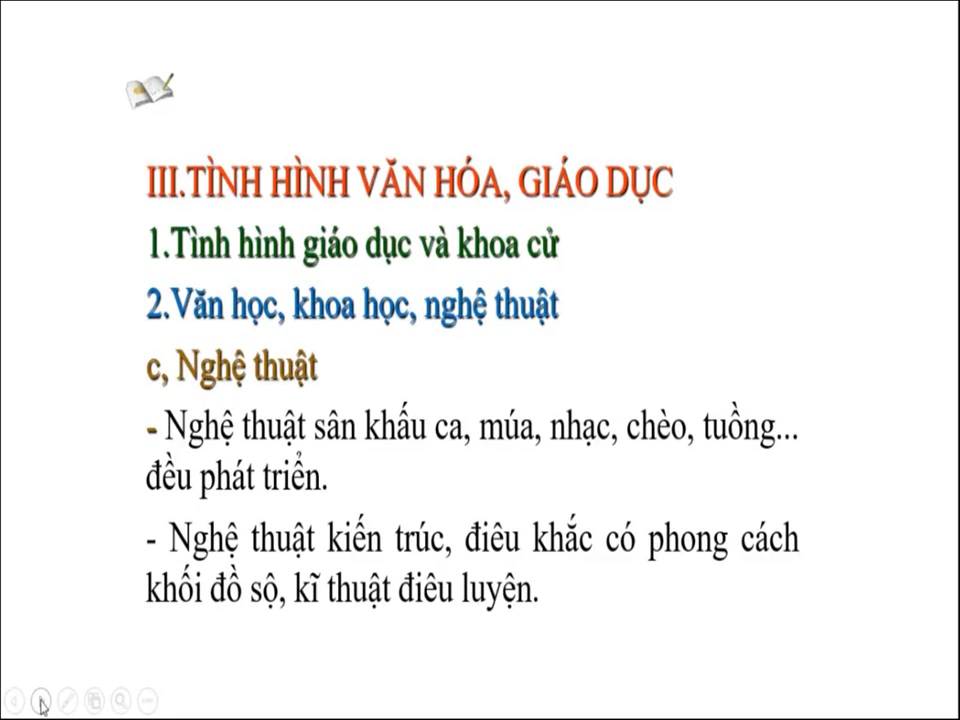 III.TÌNH HÌNH VĂN HÓA, GIÁO DỤC
1.Tình hình giáo dục và khoa cử
2.Văn học, khoa học, nghệ thuật
c, Nghệ thuật
- Nghệ thuật sân khấu ca, múa, nhạc, chèo, tuồng...
đều phát triển.
- Nghệ thuật kiến trúc, điêu khắc có phong cách
khối đồ sộ, kĩ thuật điêu luyện.